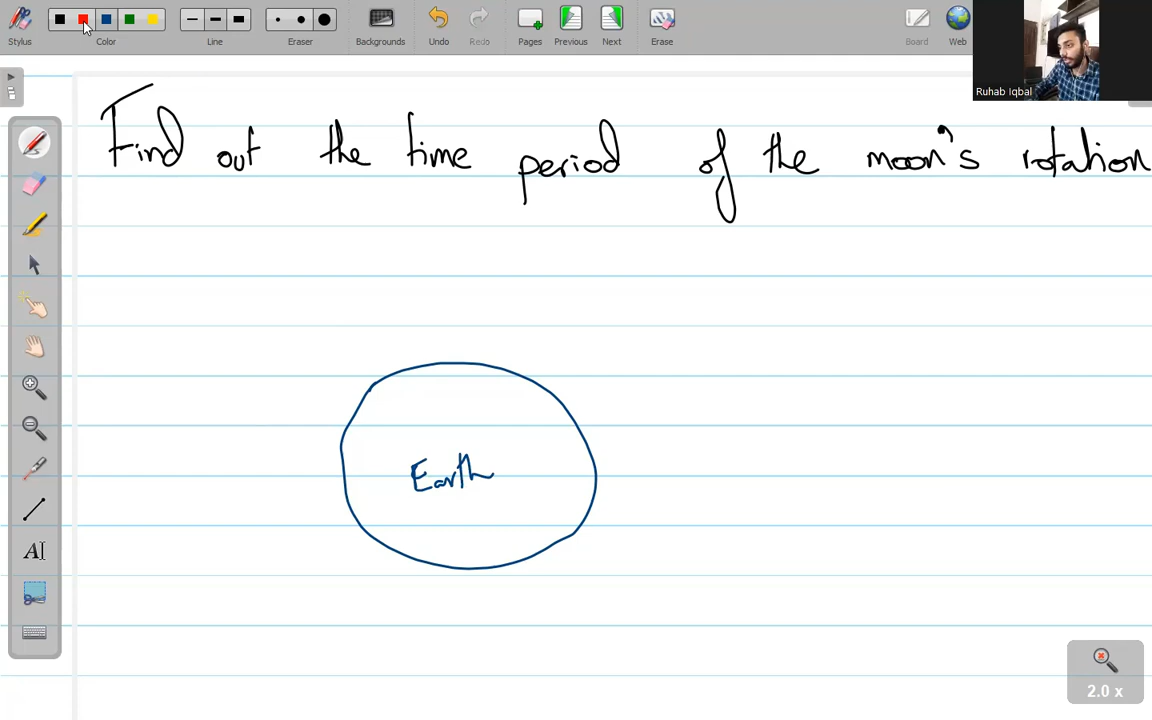 Stylus
Color
Line
Eraser
Backgrounds
Undo
Redo
Pages
Previous
Next
Erase
Board
Web
Ruhab Iqbal
Find out the time period of the moon's rotation
Earth
AI
2.0 x